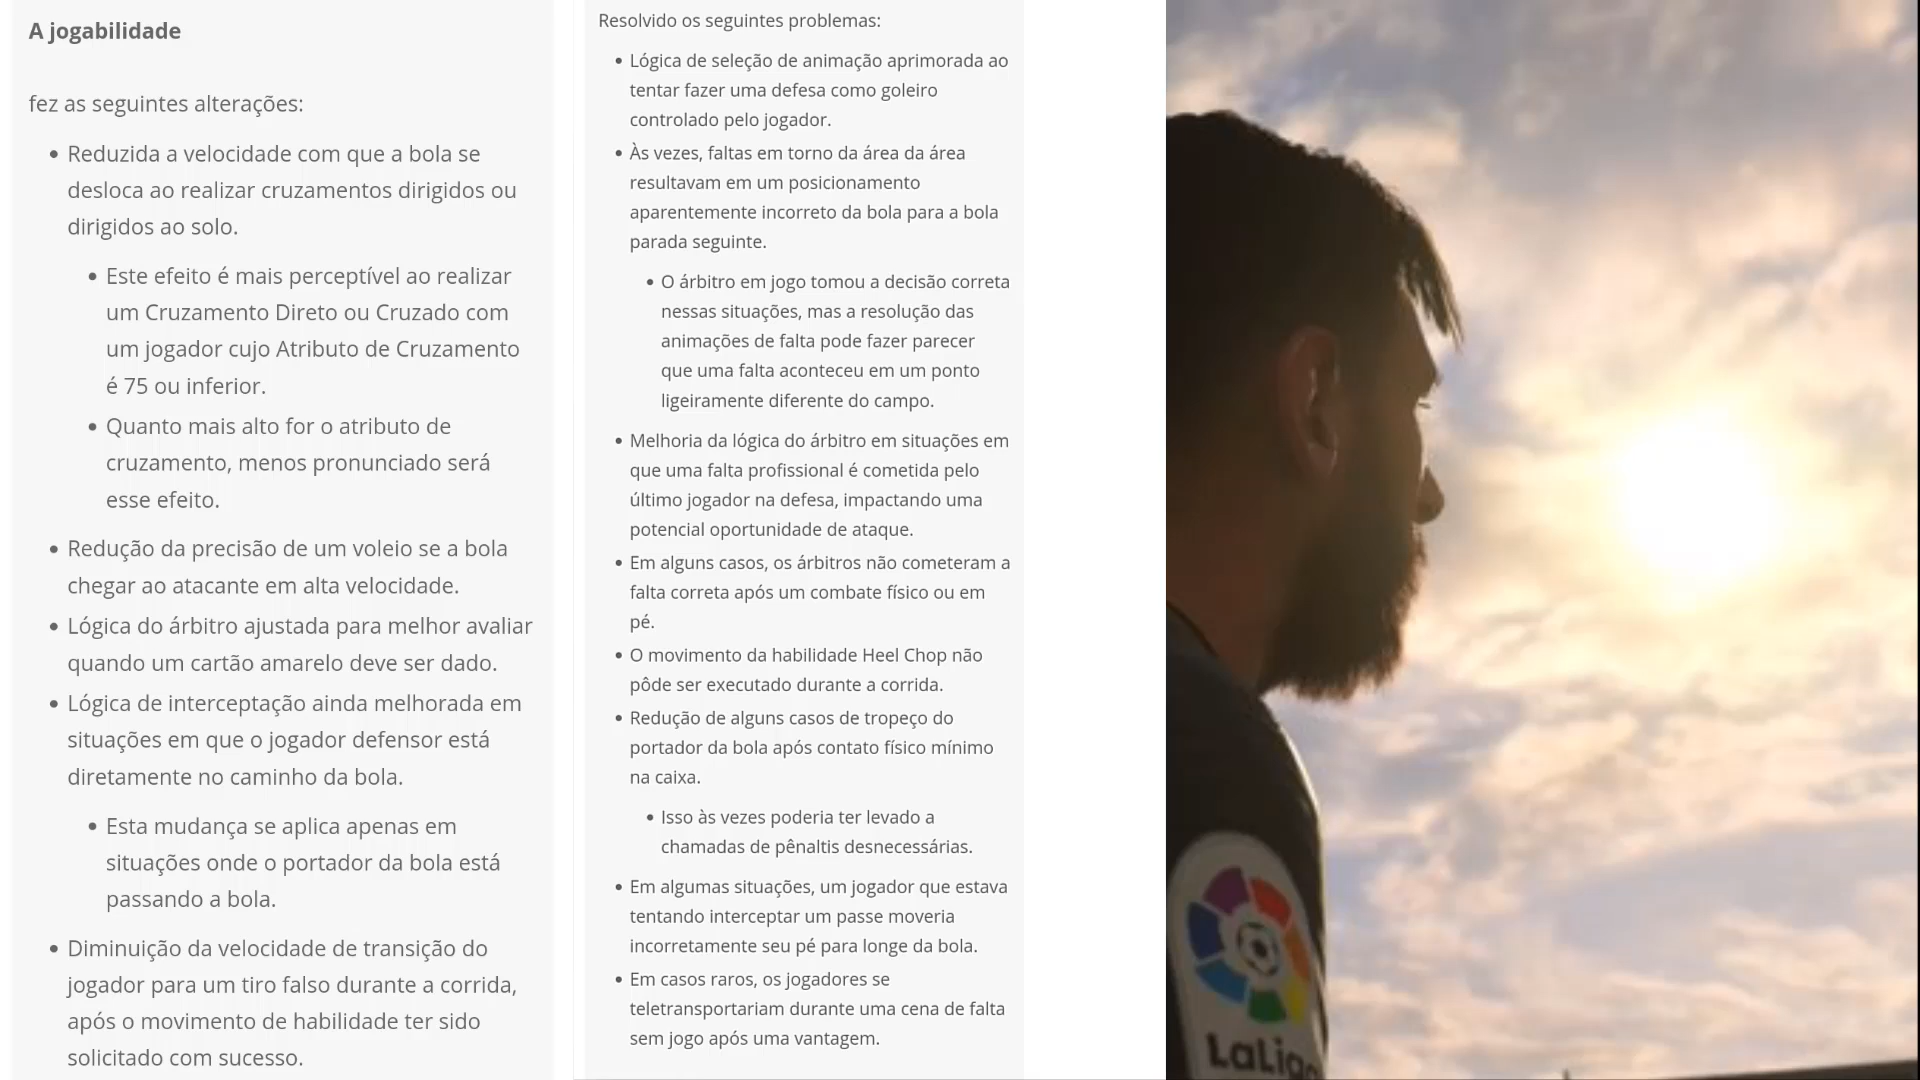 A jogabilidade
fez as seguintes alterações:
• Reduzida a velocidade com que a bola se
desloca ao realizar cruzamentos dirigidos ou
dirigidos ao solo.
• Este efeito é mais perceptível ao realizar
um Cruzamento Direto ou Cruzado com
um jogador cujo Atributo de Cruzamento
é 75 ou inferior.
• Quanto mais alto for o atributo de
cruzamento, menos pronunciado será
esse efeito.
• Redução da precisão de um voleio se a bola
chegar ao atacante em alta velocidade.
• Lógica do árbitro ajustada para melhor avaliar
quando um cartão amarelo deve ser dado.
• Lógica de interceptação ainda melhorada em
situações em que o jogador defensor está
diretamente no caminho da bola.
• Esta mudança se aplica apenas em
situações onde o portador da bola está
passando a bola.
• Diminuição da velocidade de transição do
jogador para um tiro falso durante a corrida,
após o movimento de habilidade ter sido
solicitado com sucesso.
Resolvido os seguintes problemas:
• Lógica de seleção de animação aprimorada ao
tentar fazer uma defesa como goleiro
controlado pelo jogador.
• Às vezes, faltas em torno da área da área
resultavam em um posicionamento
aparentemente incorreto da bola para a bola
parada seguinte.
• O árbitro em jogo tomou a decisão correta
nessas situações, mas a resolução das
animações de falta pode fazer parecer
que uma falta aconteceu em um ponto
ligeiramente diferente do campo.
• Melhoria da lógica do árbitro em situações em
que uma falta profissional é cometida pelo
último jogador na defesa, impactando uma
potencial oportunidade de ataque.
• Em alguns casos, os árbitros não cometeram a
falta correta após um combate físico ou em
pé.
• O movimento da habilidade Heel Chop não
pôde ser executado durante a corrida.
• Redução de alguns casos de tropeço do
portador da bola após contato físico mínimo
na caixa.
• Isso às vezes poderia ter levado a
chamadas de pênaltis desnecessárias.
• Em algumas situações, um jogador que estava
tentando interceptar um passe moveria
incorretamente seu pé para longe da bola.
• Em casos raros, os jogadores se
teletransportariam durante uma cena de falta
sem jogo após uma vantagem.
LaLiga